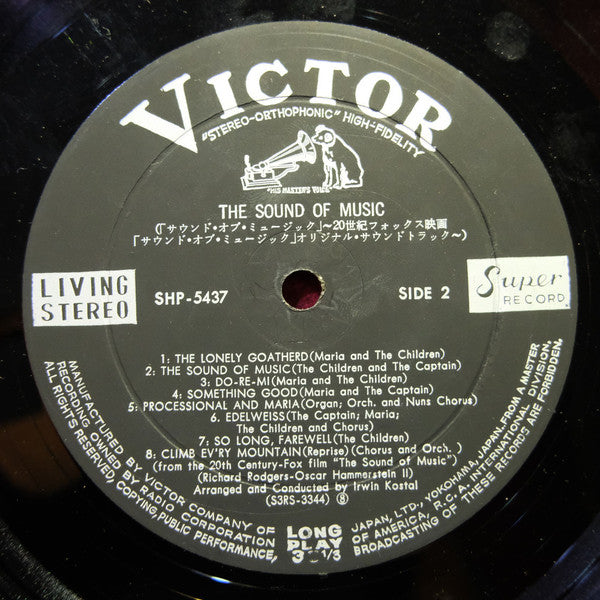 VICTOR
"STEREO-ORTHOPHONIC" HIGH-FIDELITY
"HIS MASTER'S VOICE"
THE SOUND OF MUSIC
(「サウンド・オブ・ミュージック」〜20世紀フォックス映画
「サウンド・オブ・ミュージック」オリジナル・サウンドトラック〜)
LIVING
STEREO
SHP-5437
SIDE 2
Super
RECORD
1: THE LONELY GOATHERD(Maria and The Children)
2: THE SOUND OF MUSIC(The Children and The Captain)
3: DO-RE-MI(Maria and The Children)
4: SOMETHING GOOD(Maria and The Captain)
5: PROCESSIONAL AND MARIA(Organ; Orch. and Nuns Chorus)
6. EDELWEISS(The Captain; Maria;
The Children and Chorus)
7: SO LONG, FAREWELL(The Children)
8: CLIMB EV'RY MOUNTAIN(Reprise)(Chorus and Orch. )
(from the 20th Century-Fox film "The Sound of Music")
(Richard Rodgers-Oscar Hammerstein II)
Arranged and Conducted by Irwin Kostal
(S3RS-3344) Ⓑ
MANUFACTURED BY VICTOR COMPANY OF JAPAN, LTD., YOKOHAMA, JAPAN. FROM A MASTER
RECORDING OWNED BY RADIO CORPORATION OF AMERICA, R.C.A. INTERNATIONAL DIVISION,
ALL RIGHTS RESERVED, COPYING, PUBLIC PERFORMANCE, BROADCASTING OF THESE RECORDS ARE FORBIDDEN.
LONG
PLAY
33 1/3